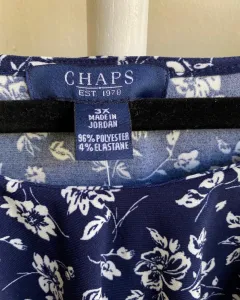 CHAPS
EST 1978
3X
MADE IN
JORDAN
96% POLYESTER
4% ELASTANE